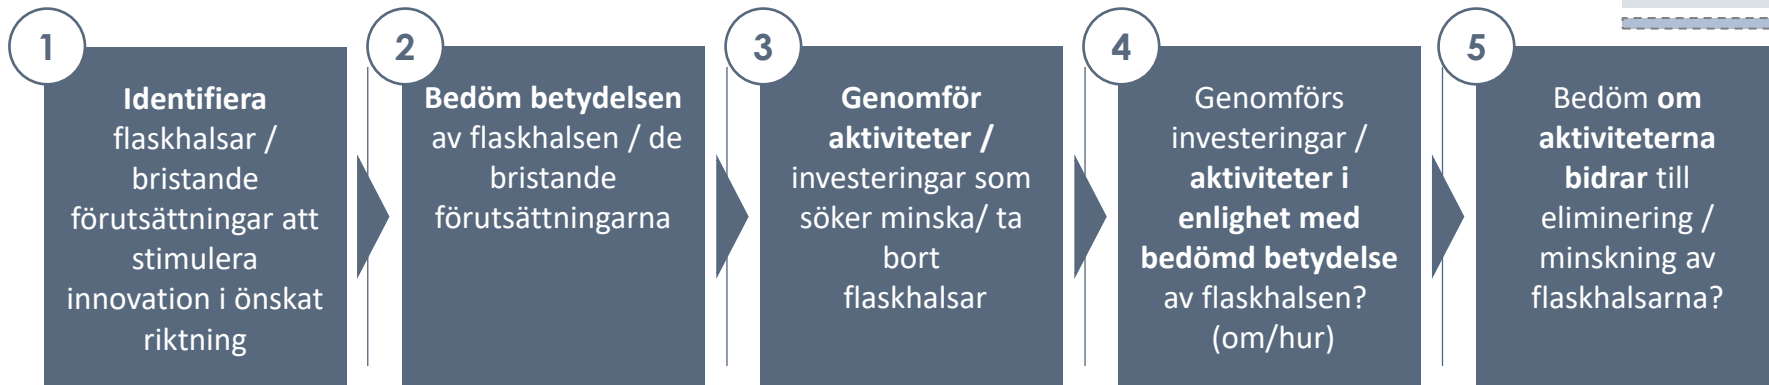 1
Identifiera
flaskhalsar /
bristande
förutsättningar att
stimulera
innovation i önskat
riktning
2
Bedöm betydelsen
av flaskhalsen / de
bristande
förutsättningarna
3
Genomför
aktiviteter /
investeringar som
söker minska/ ta
bort
flaskhalsar
4
Genomförs
investeringar /
aktiviteter i
enlighet med
bedömd betydelse
av flaskhalsen?
(om/hur)
5
Bedöm om
aktiviteterna
bidrar till
eliminering /
minskning av
flaskhalsarna?